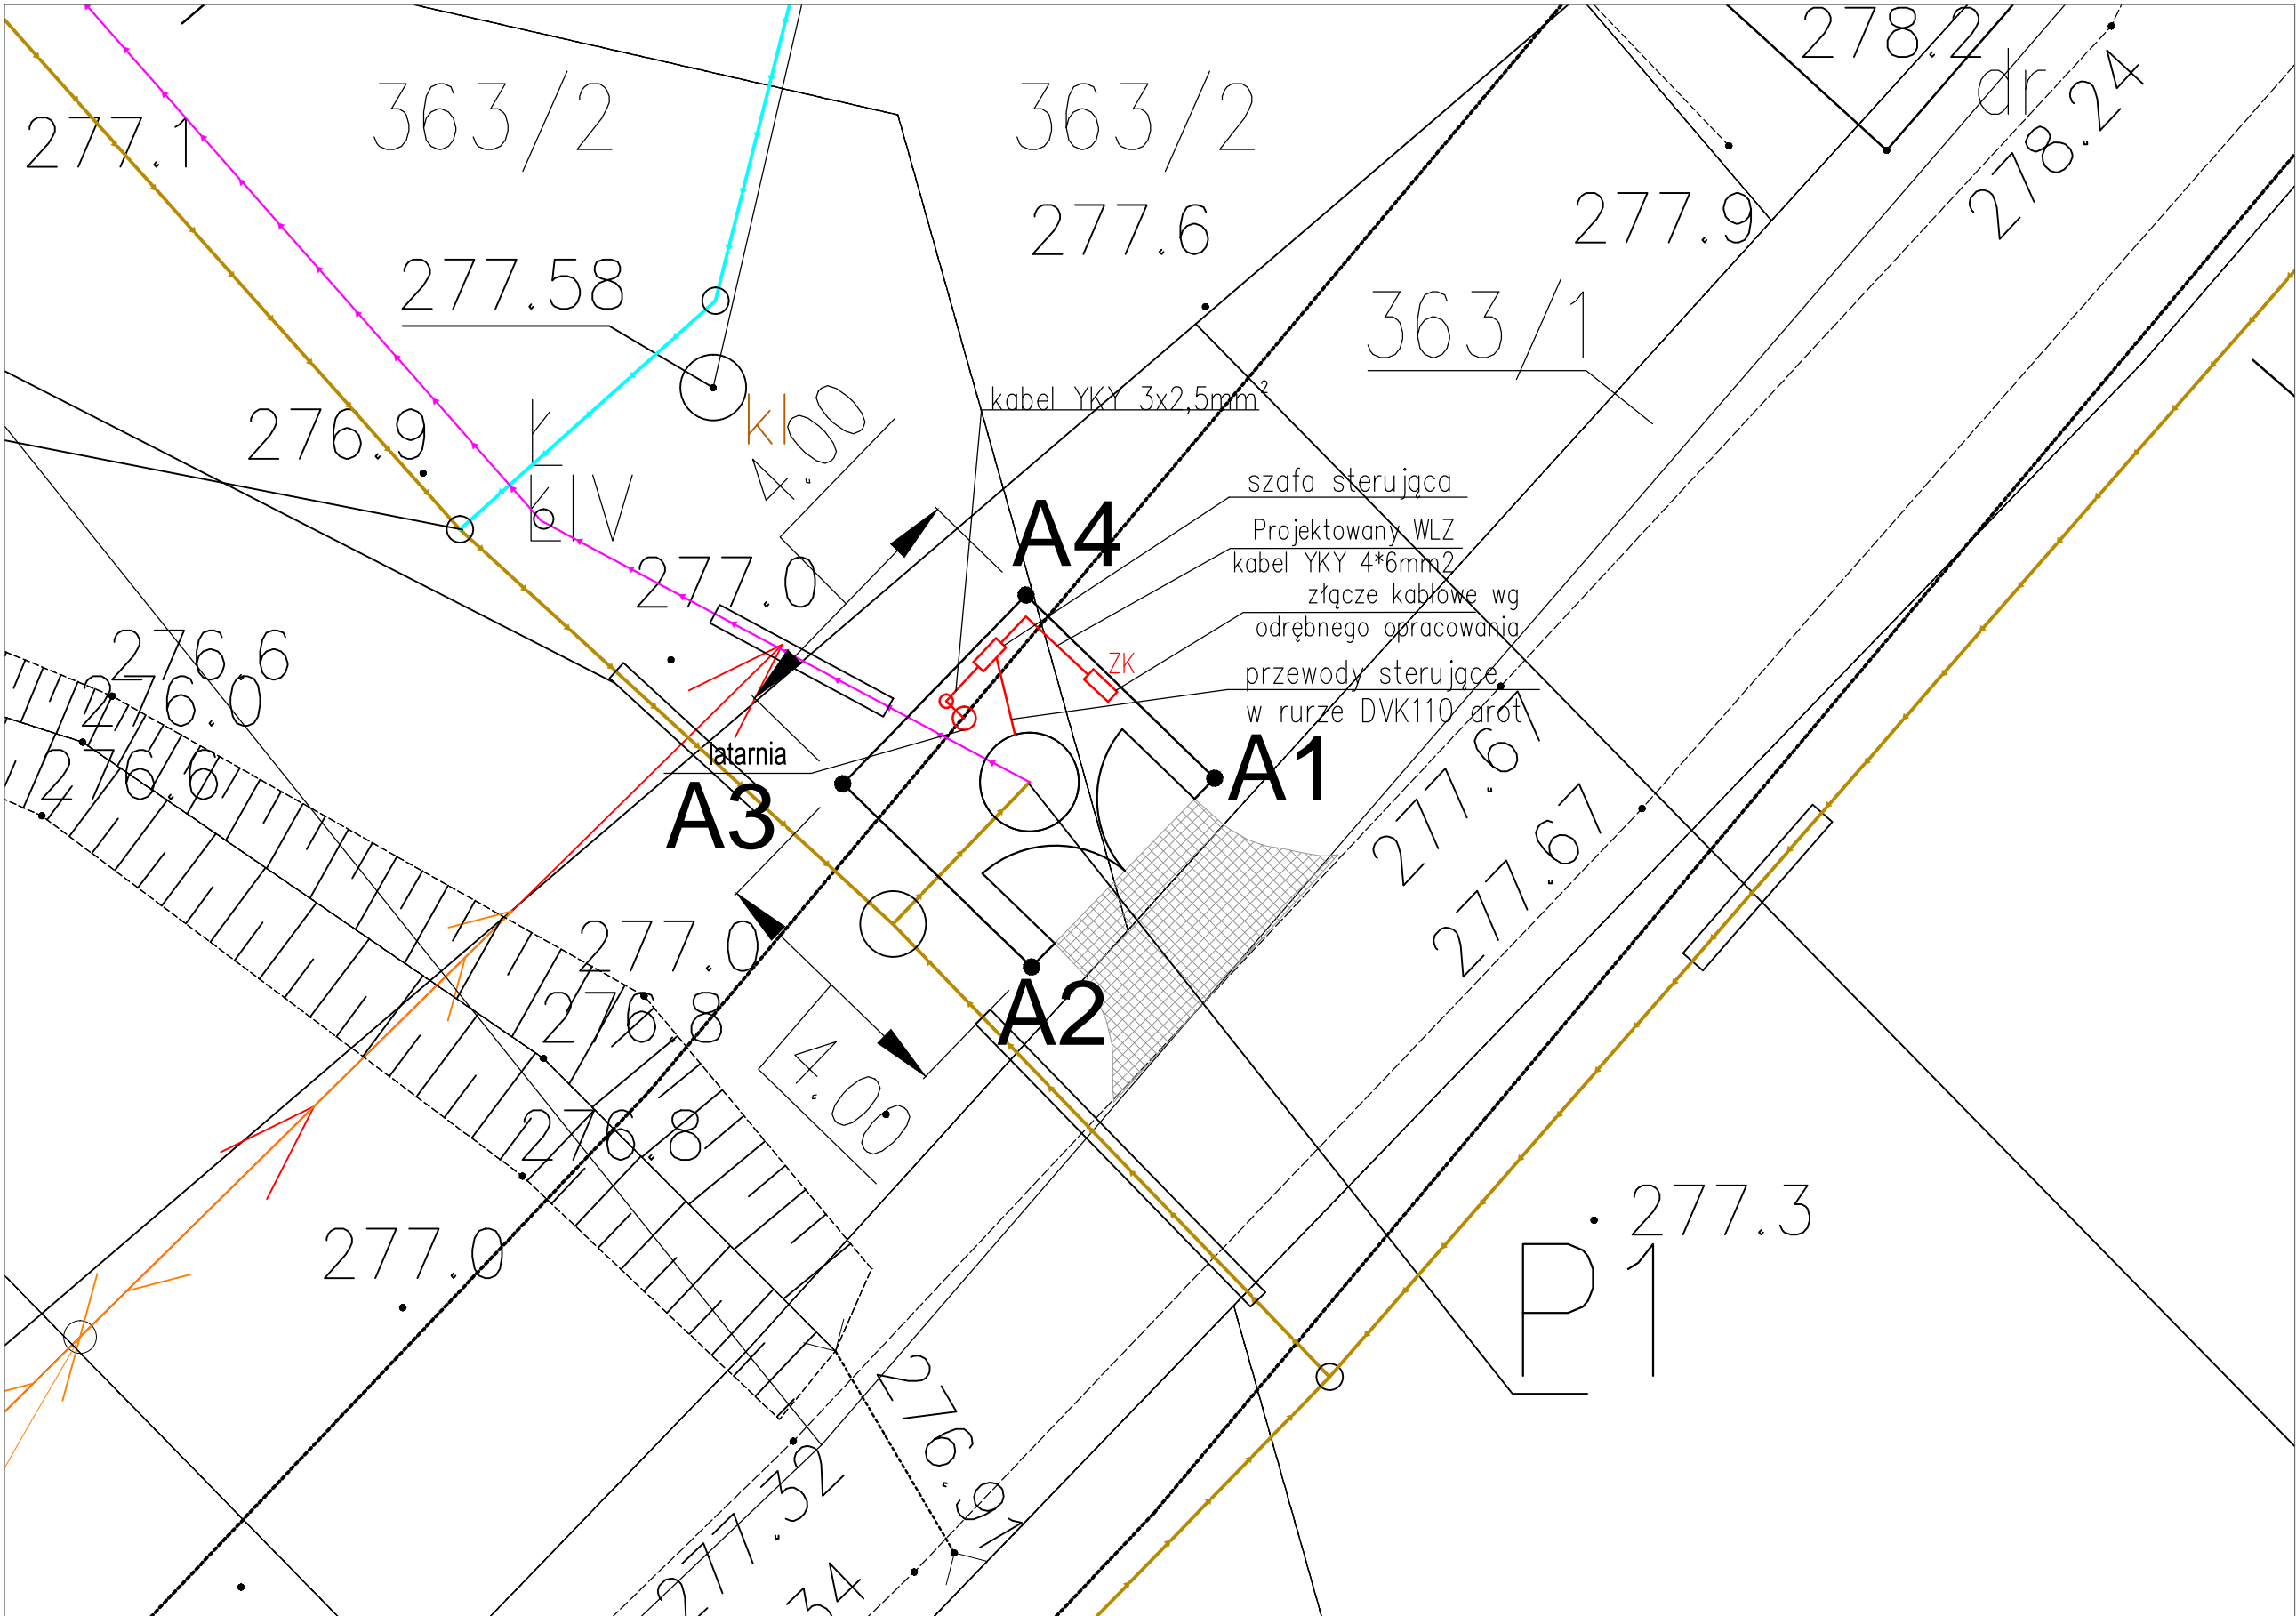 278.2
dr
278.24
363/2
363/2
277.1
277.6
277.9
277.58
363/1
kabel YKY 3x2,5mm²
276.9
Ł
kl
4.00
ŁIV
szafa sterująca
A4
Projektowany WLZ
kabel YKY 4*6mm2
277.0
złącze kablowe wg
odrębnego opracowania
276.6
ZK
276.0
przewody sterujące
w rurze DVK110 arot
latarnia
276.6
A3
A1
277.67
277.67
277.0
276.8
A2
4.00
276.8
277.3
277.0
P1
276.97
277.32
34